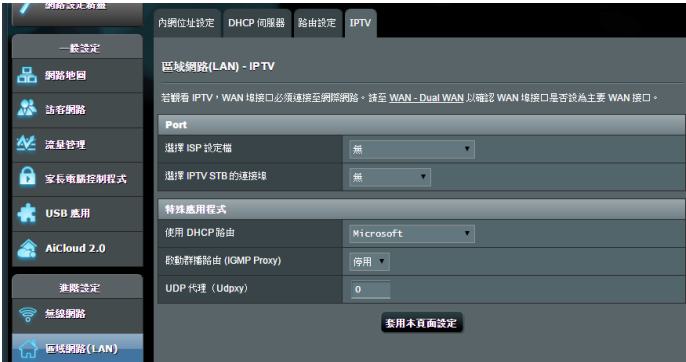 網路設定精靈
一般設定
網路地圖
訪客網路
流量管理
家長電腦控制程式
USB 應用
AiCloud 2.0
進階設定
無線網路
區域網路(LAN)
內網位址設定 DHCP 伺服器 路由設定 IPTV
區域網路(LAN) - IPTV
若觀看 IPTV，WAN 埠接口必須連接至網際網路。請至 WAN - Dual WAN 以確認 WAN 埠接口是否設為主要 WAN 接口。
Port
選擇 ISP 設定檔 無
選擇 IPTV STB 的連接埠 無
特殊應用程式
使用 DHCP 路由 Microsoft
啟動群播路由 (IGMP Proxy) 停用
UDP 代理（Udpxy） 0
套用本頁面設定